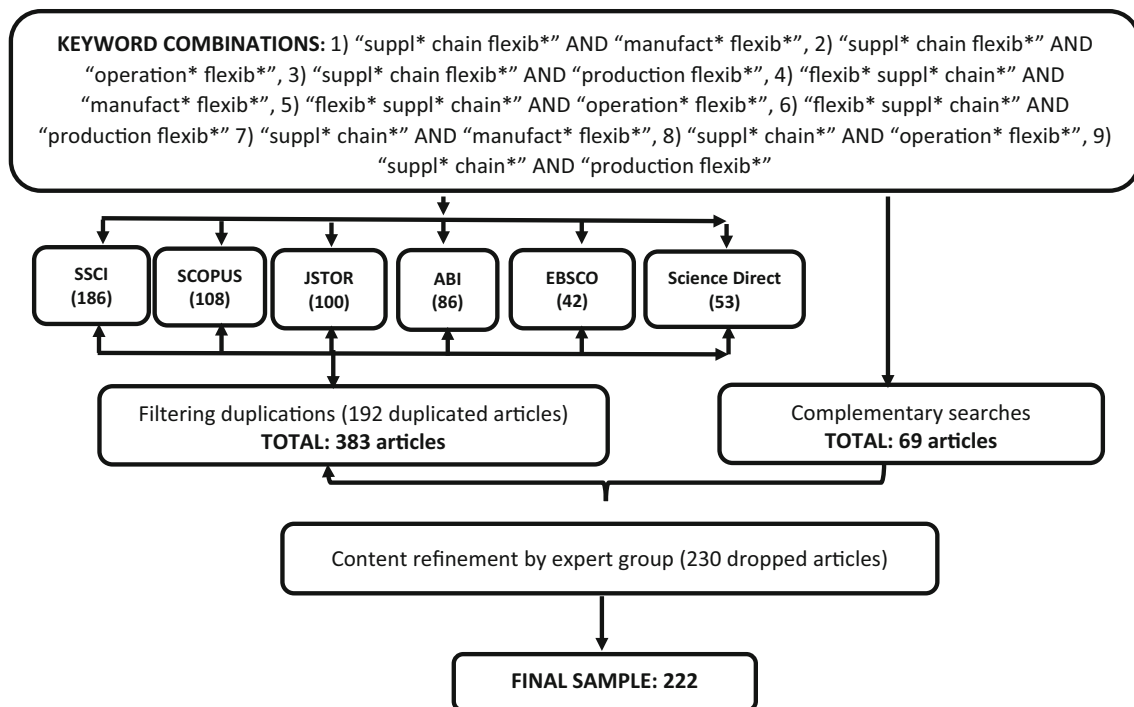 KEYWORD COMBINATIONS: 1) “suppl* chain flexib*” AND “manufact* flexib*”, 2) “suppl* chain flexib*” AND
“operation* flexib*”, 3) “suppl* chain flexib*” AND “production flexib*”, 4) “flexib* suppl* chain*” AND
“manufact* flexib*”, 5) “flexib* suppl* chain*” AND “operation* flexib*”, 6) “flexib* suppl* chain*” AND
“production flexib*” 7) “suppl* chain*” AND “manufact* flexib*”, 8) “suppl* chain*” AND “operation* flexib*”, 9)
“suppl* chain*” AND “production flexib*”
SSCI
(186)
SCOPUS
(108)
JSTOR
(100)
ABI
(86)
EBSCO
(42)
Science Direct
(53)
Filtering duplications (192 duplicated articles)
TOTAL: 383 articles
Complementary searches
TOTAL: 69 articles
Content refinement by expert group (230 dropped articles)
FINAL SAMPLE: 222